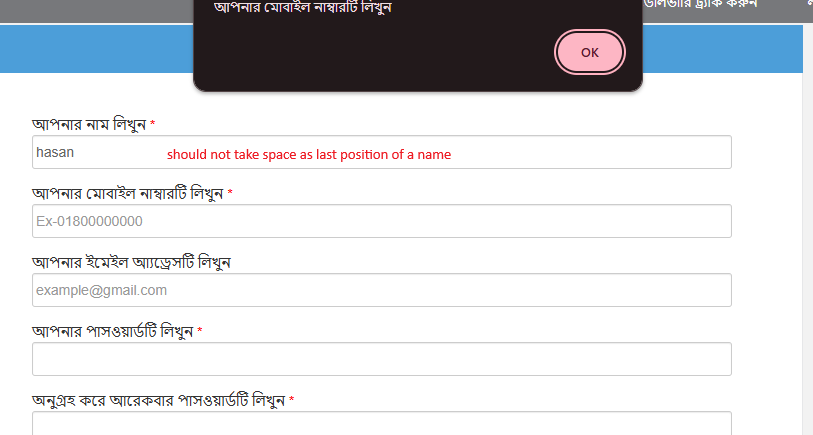 আপনার মোবাইল নাম্বারটি লিখুন
ট্র্যাক করুন
OK
আপনার নাম লিখুন *
hasan should not take space as last position of a name
আপনার মোবাইল নাম্বারটি লিখুন *
Ex-01800000000
আপনার ইমেইল অ্যাড্রেসটি লিখুন
example@gmail.com
আপনার পাসওয়ার্ডটি লিখুন *
অনুগ্রহ করে আরেকবার পাসওয়ার্ডটি লিখুন *